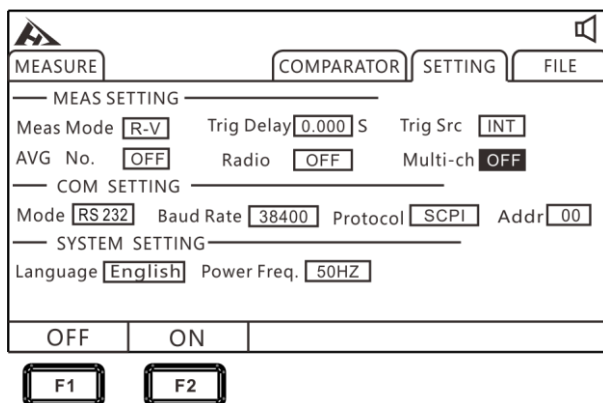 MEASURE COMPARATOR SETTING FILE
MEAS SETTING
Meas Mode R-V Trig Delay 0.000 S Trig Src INT
AVG No. OFF Radio OFF Multi-ch OFF
COM SETTING
Mode RS232 Baud Rate 38400 Protocol SCPI Addr 00
SYSTEM SETTING
Language English Power Freq. 50HZ
OFF ON
F1 F2